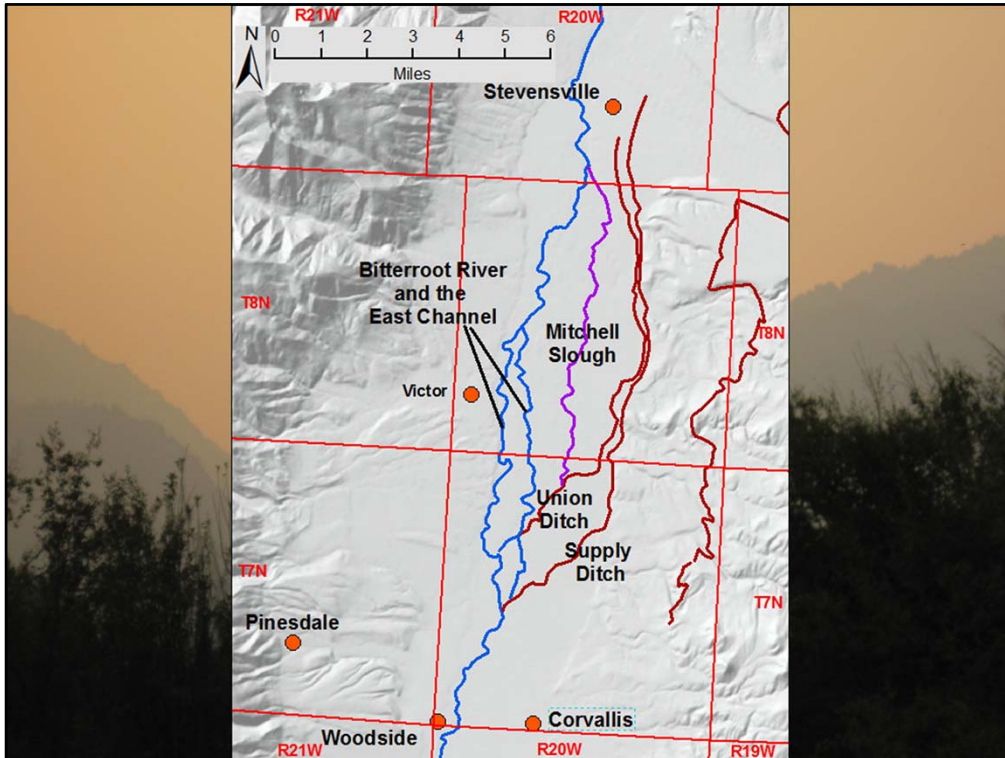 R21W
R20W
N
0 1 2 3 4 5 6
Miles
Stevensville
Bitterroot River
and the
East Channel
T8N
T8N
Mitchell
Slough
Victor
Union
Ditch
Supply
Ditch
T7N
T7N
Pinesdale
Woodside
Corvallis
R21W
R20W
R19W